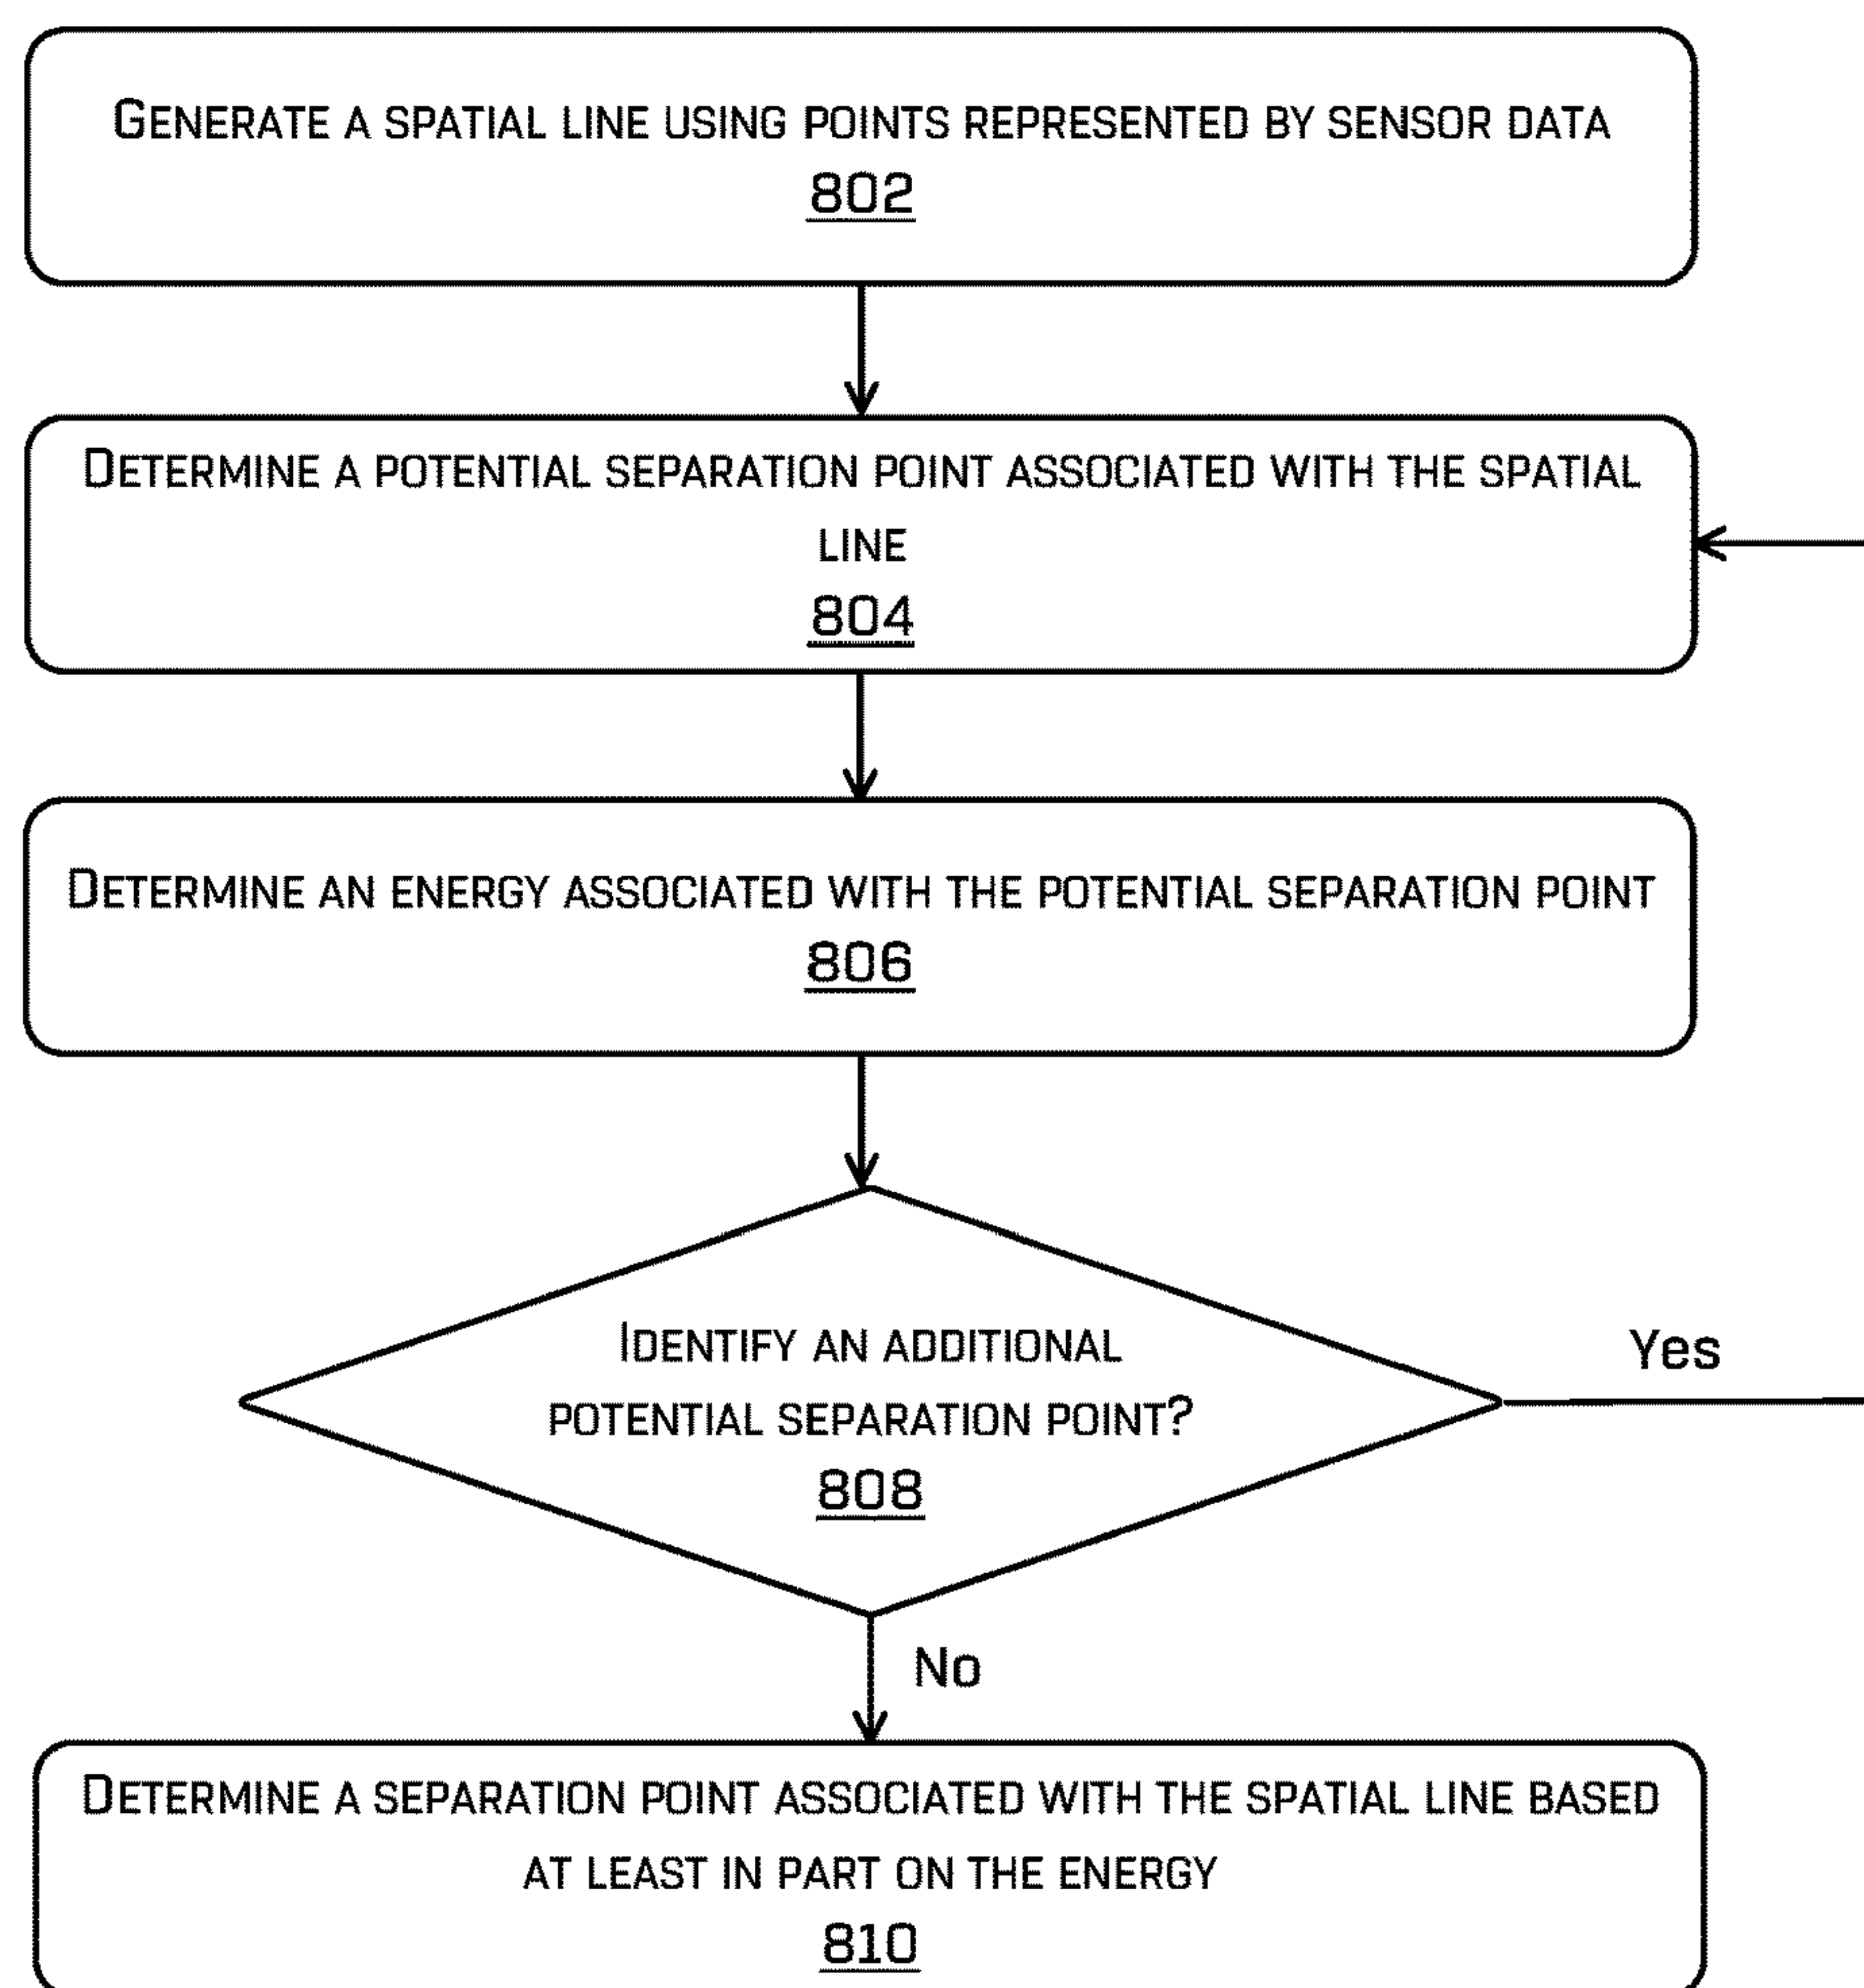 GENERATE A SPATIAL LINE USING POINTS REPRESENTED BY SENSOR DATA
802
DETERMINE A POTENTIAL SEPARATION POINT ASSOCIATED WITH THE SPATIAL
LINE
804
DETERMINE AN ENERGY ASSOCIATED WITH THE POTENTIAL SEPARATION POINT
806
IDENTIFY AN ADDITIONAL
POTENTIAL SEPARATION POINT?
808
Yes
No
DETERMINE A SEPARATION POINT ASSOCIATED WITH THE SPATIAL LINE BASED
AT LEAST IN PART ON THE ENERGY
810